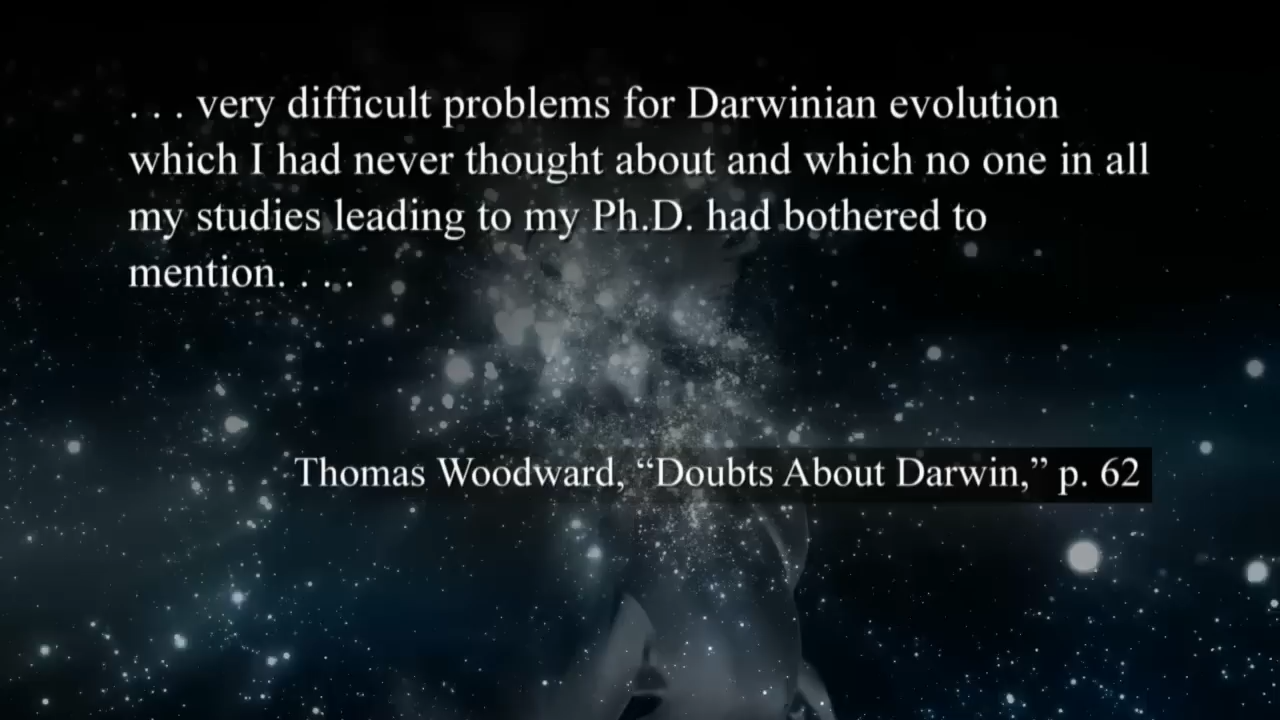 . . . very difficult problems for Darwinian evolution
which I had never thought about and which no one in all
my studies leading to my Ph.D. had bothered to
mention. . . .
Thomas Woodward, “Doubts About Darwin,” p. 62